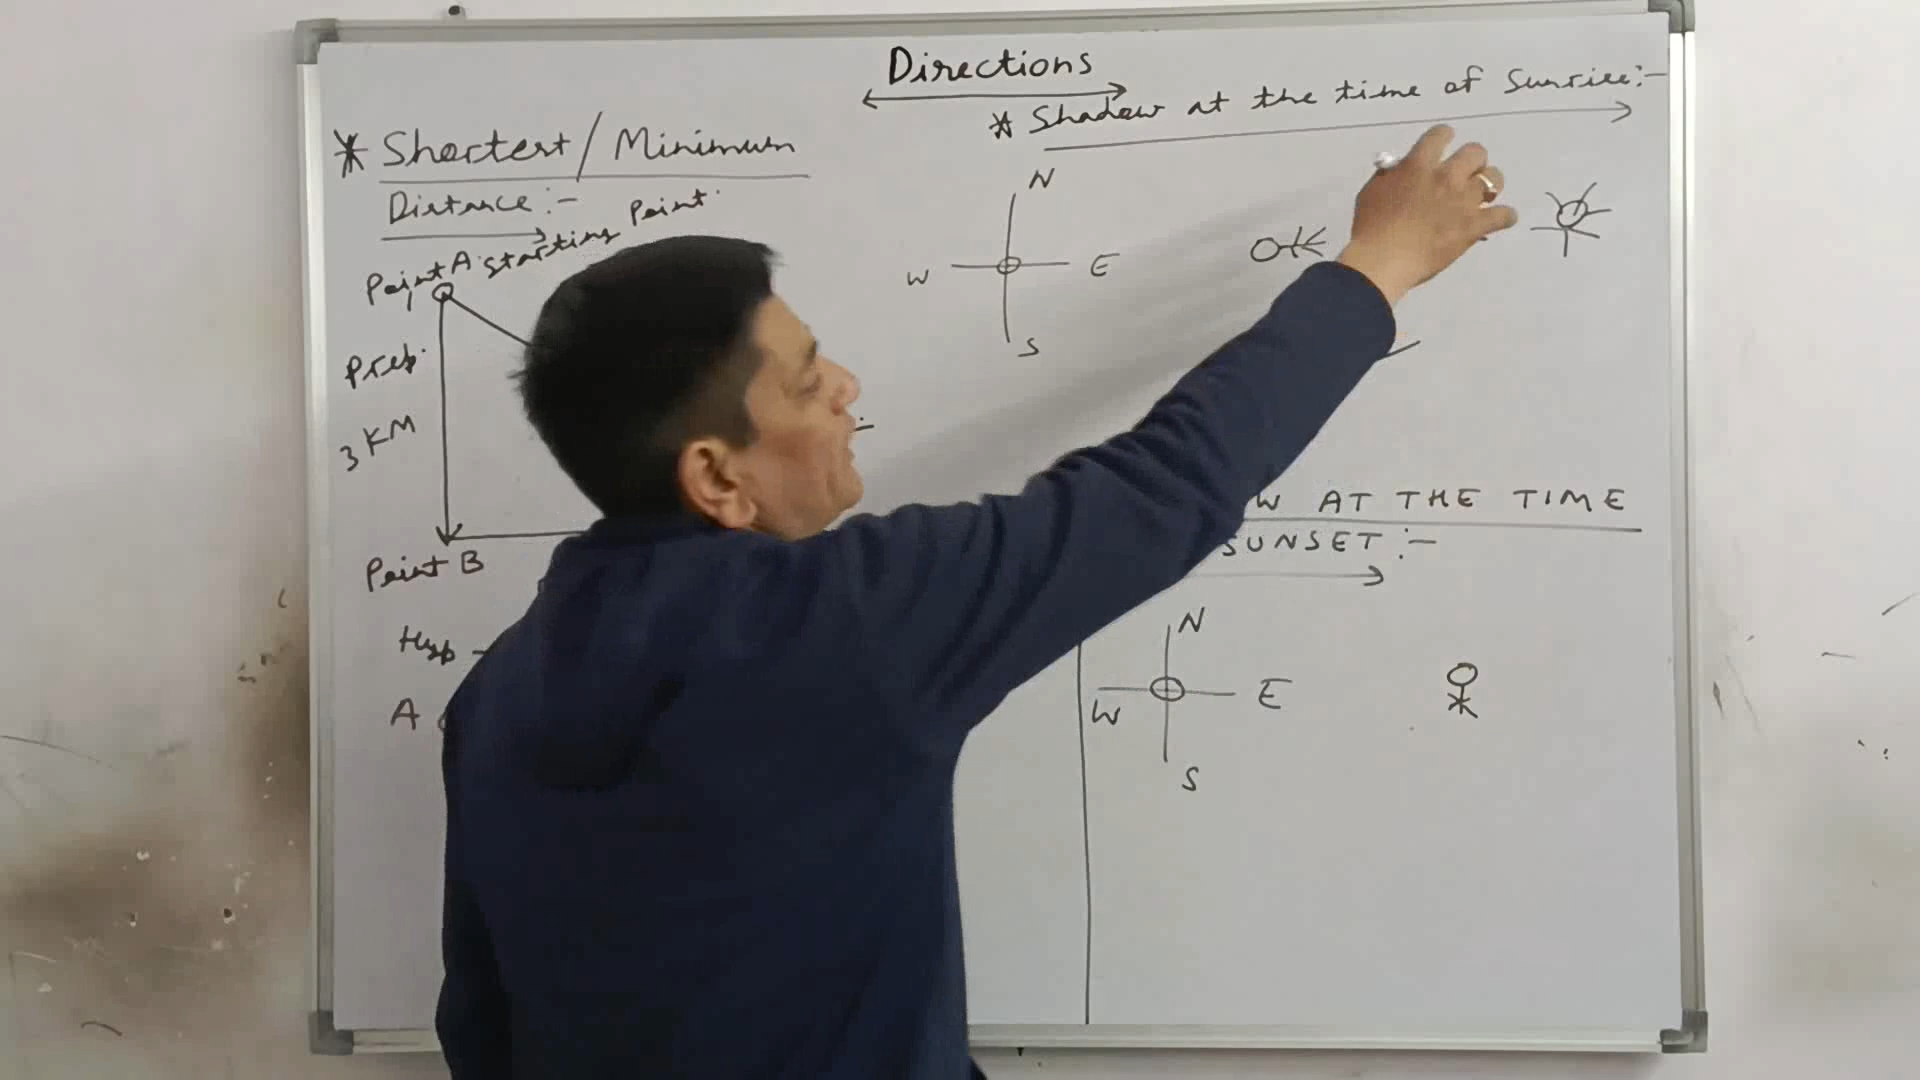 Directions
* Shortest/Minimum
Distance:-
Point A. Starting Point.
3 KM
Point B
Hyp -
A
* Shadow at the time of Sunrise:-
N
W E
S
W AT THE TIME
SUNSET:-
N
W E
S